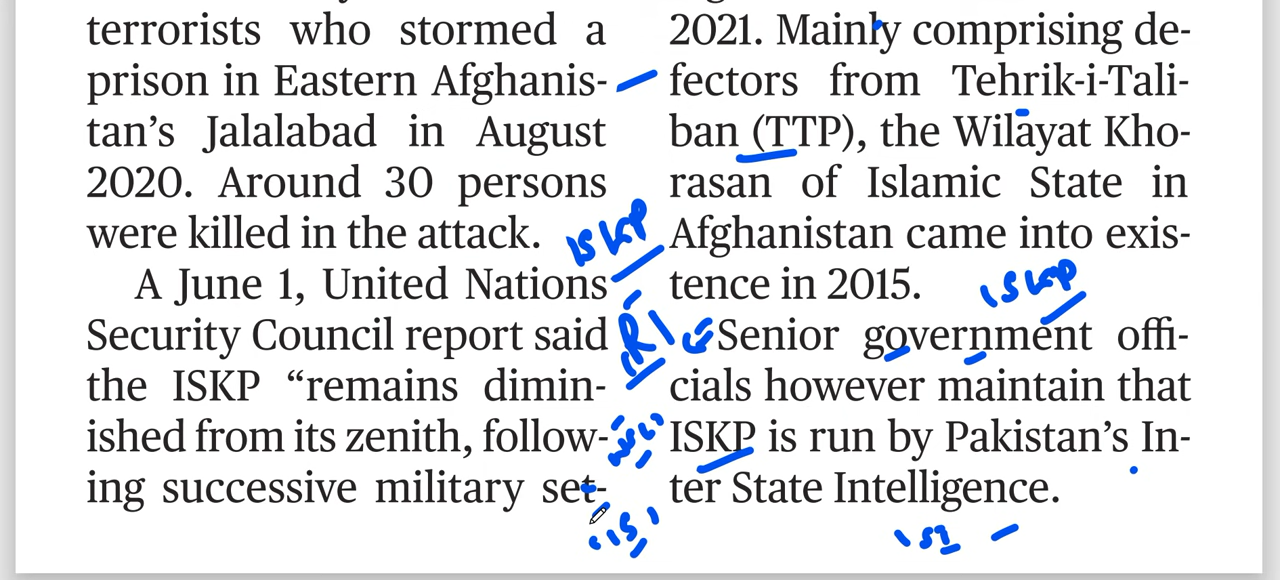 terrorists who stormed a
prison in Eastern Afghanis-
tan's Jalalabad in August
2020. Around 30 persons
were killed in the attack.
A June 1, United Nations
Security Council report said
the ISKP “remains dimin-
ished from its zenith, follow-
ing successive military set-
2021. Mainly comprising de-
fectors from Tehrik-i-Tali-
ban (TTP), the Wilayat Kho-
rasan of Islamic State in
Afghanistan came into exis-
tence in 2015.
Senior government offi-
cials however maintain that
ISKP is run by Pakistan's In-
ter State Intelligence.
ISKP
ISKP